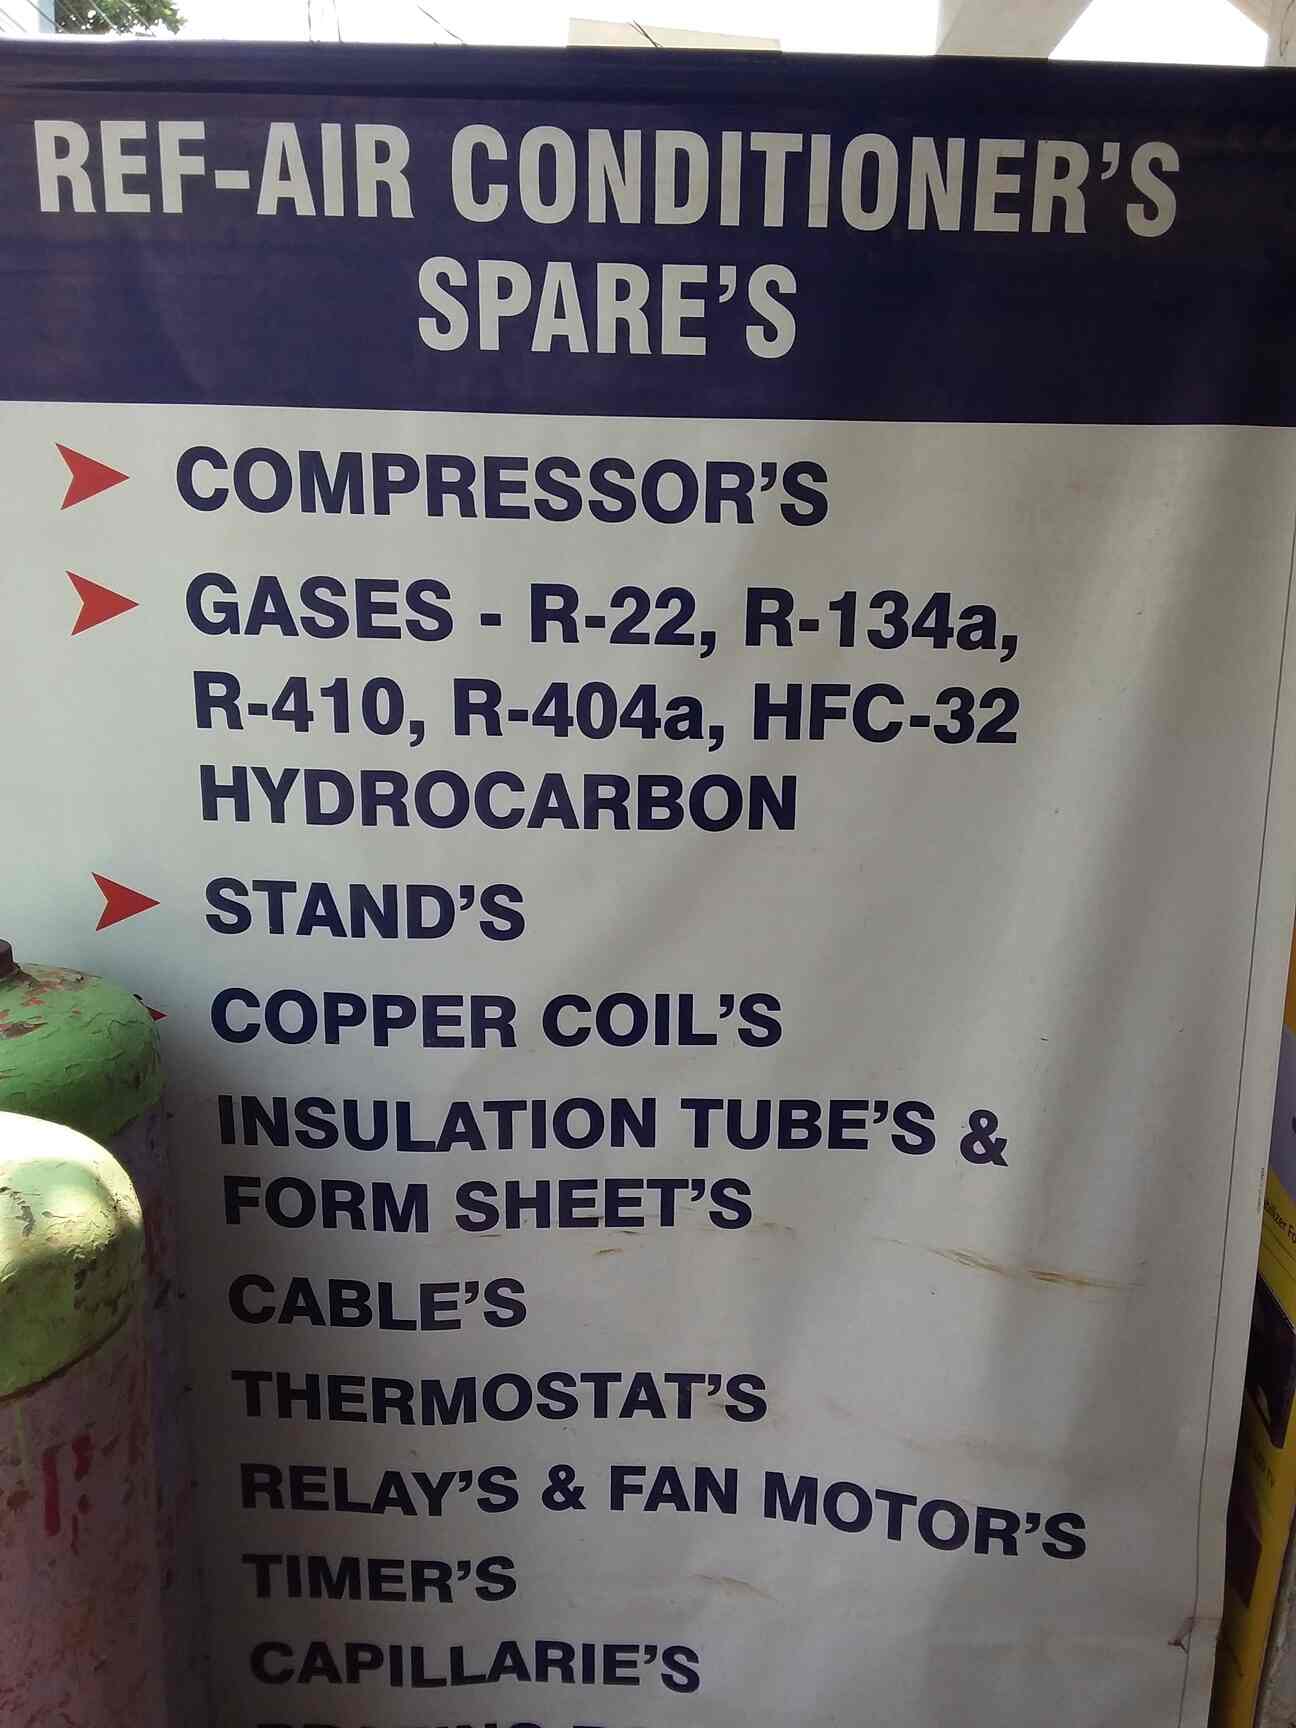 REF-AIR CONDITIONER'S
SPARE'S
COMPRESSOR'S
GASES - R-22, R-134a,
R-410, R-404a, HFC-32
HYDROCARBON
STAND'S
COPPER COIL'S
INSULATION TUBE'S &
FORM SHEET'S
CABLE'S
THERMOSTAT'S
RELAY'S & FAN MOTOR'S
TIMER'S
CAPILLARIE'S